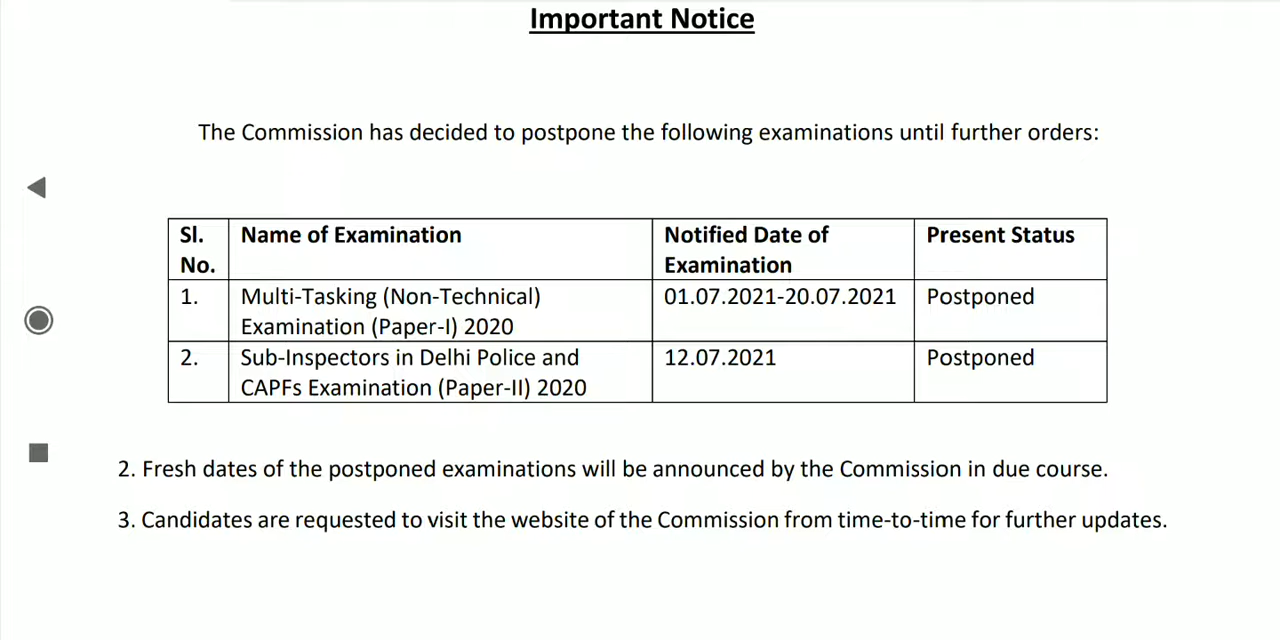 Important Notice
The Commission has decided to postpone the following examinations until further orders:
Sl. No. Name of Examination Notified Date of Examination Present Status
1. Multi-Tasking (Non-Technical) Examination (Paper-I) 2020 01.07.2021-20.07.2021 Postponed
2. Sub-Inspectors in Delhi Police and CAPFs Examination (Paper-II) 2020 12.07.2021 Postponed
2. Fresh dates of the postponed examinations will be announced by the Commission in due course.
3. Candidates are requested to visit the website of the Commission from time-to-time for further updates.